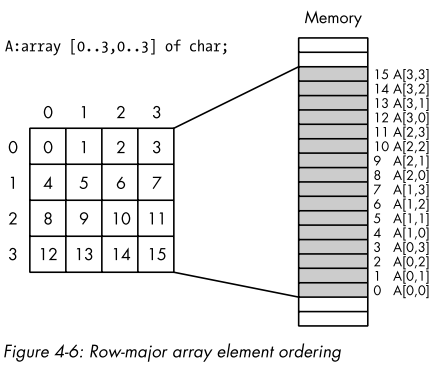 Memory
A:array [0..3,0..3] of char;
0 1 2 3
0 0 1 2 3
1 4 5 6 7
2 8 9 10 11
3 12 13 14 15
15 A[3,3]
14 A[3,2]
13 A[3,1]
12 A[3,0]
11 A[2,3]
10 A[2,2]
9 A[2,1]
8 A[2,0]
7 A[1,3]
6 A[1,2]
5 A[1,1]
4 A[1,0]
3 A[0,3]
2 A[0,2]
1 A[0,1]
0 A[0,0]
Figure 4-6: Row-major array element ordering